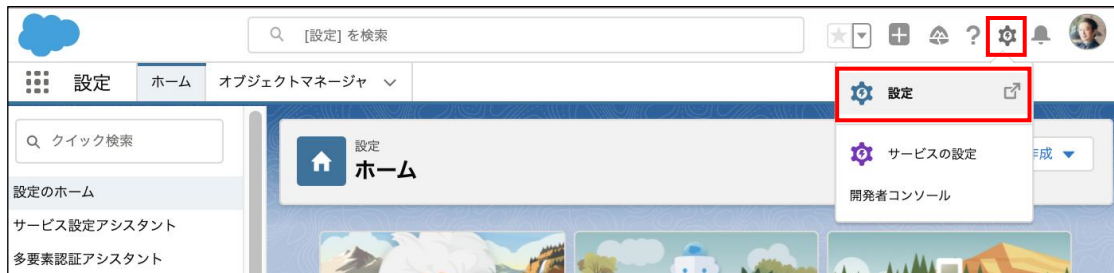 [設定] を検索
設定
ホーム
オブジェクトマネージャ
設定
クイック検索
設定
ホーム
サービスの設定
作成
設定のホーム
開発者コンソール
サービス設定アシスタント
多要素認証アシスタント